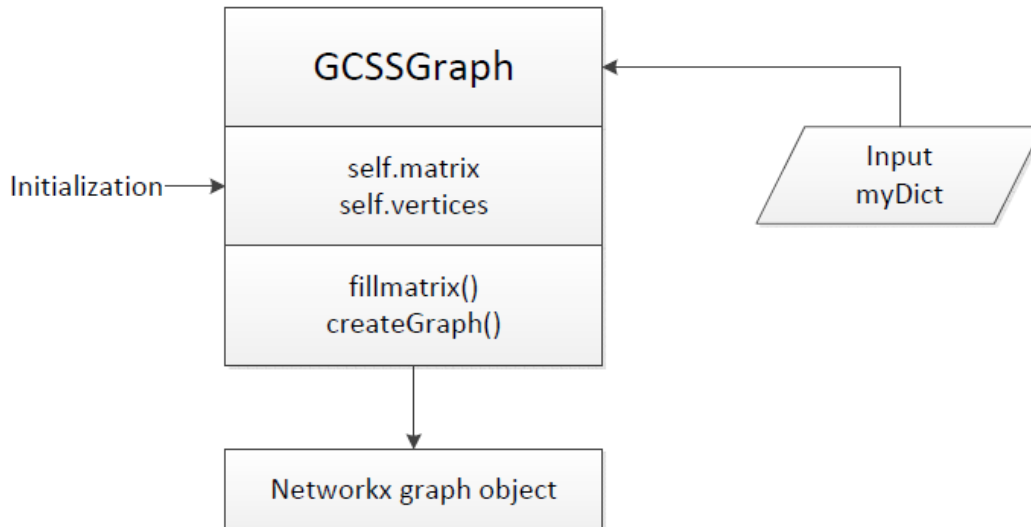 GCSSGraph
Initialization
self.matrix
self.vertices
Input
myDict
fillmatrix()
createGraph()
Networkx graph object